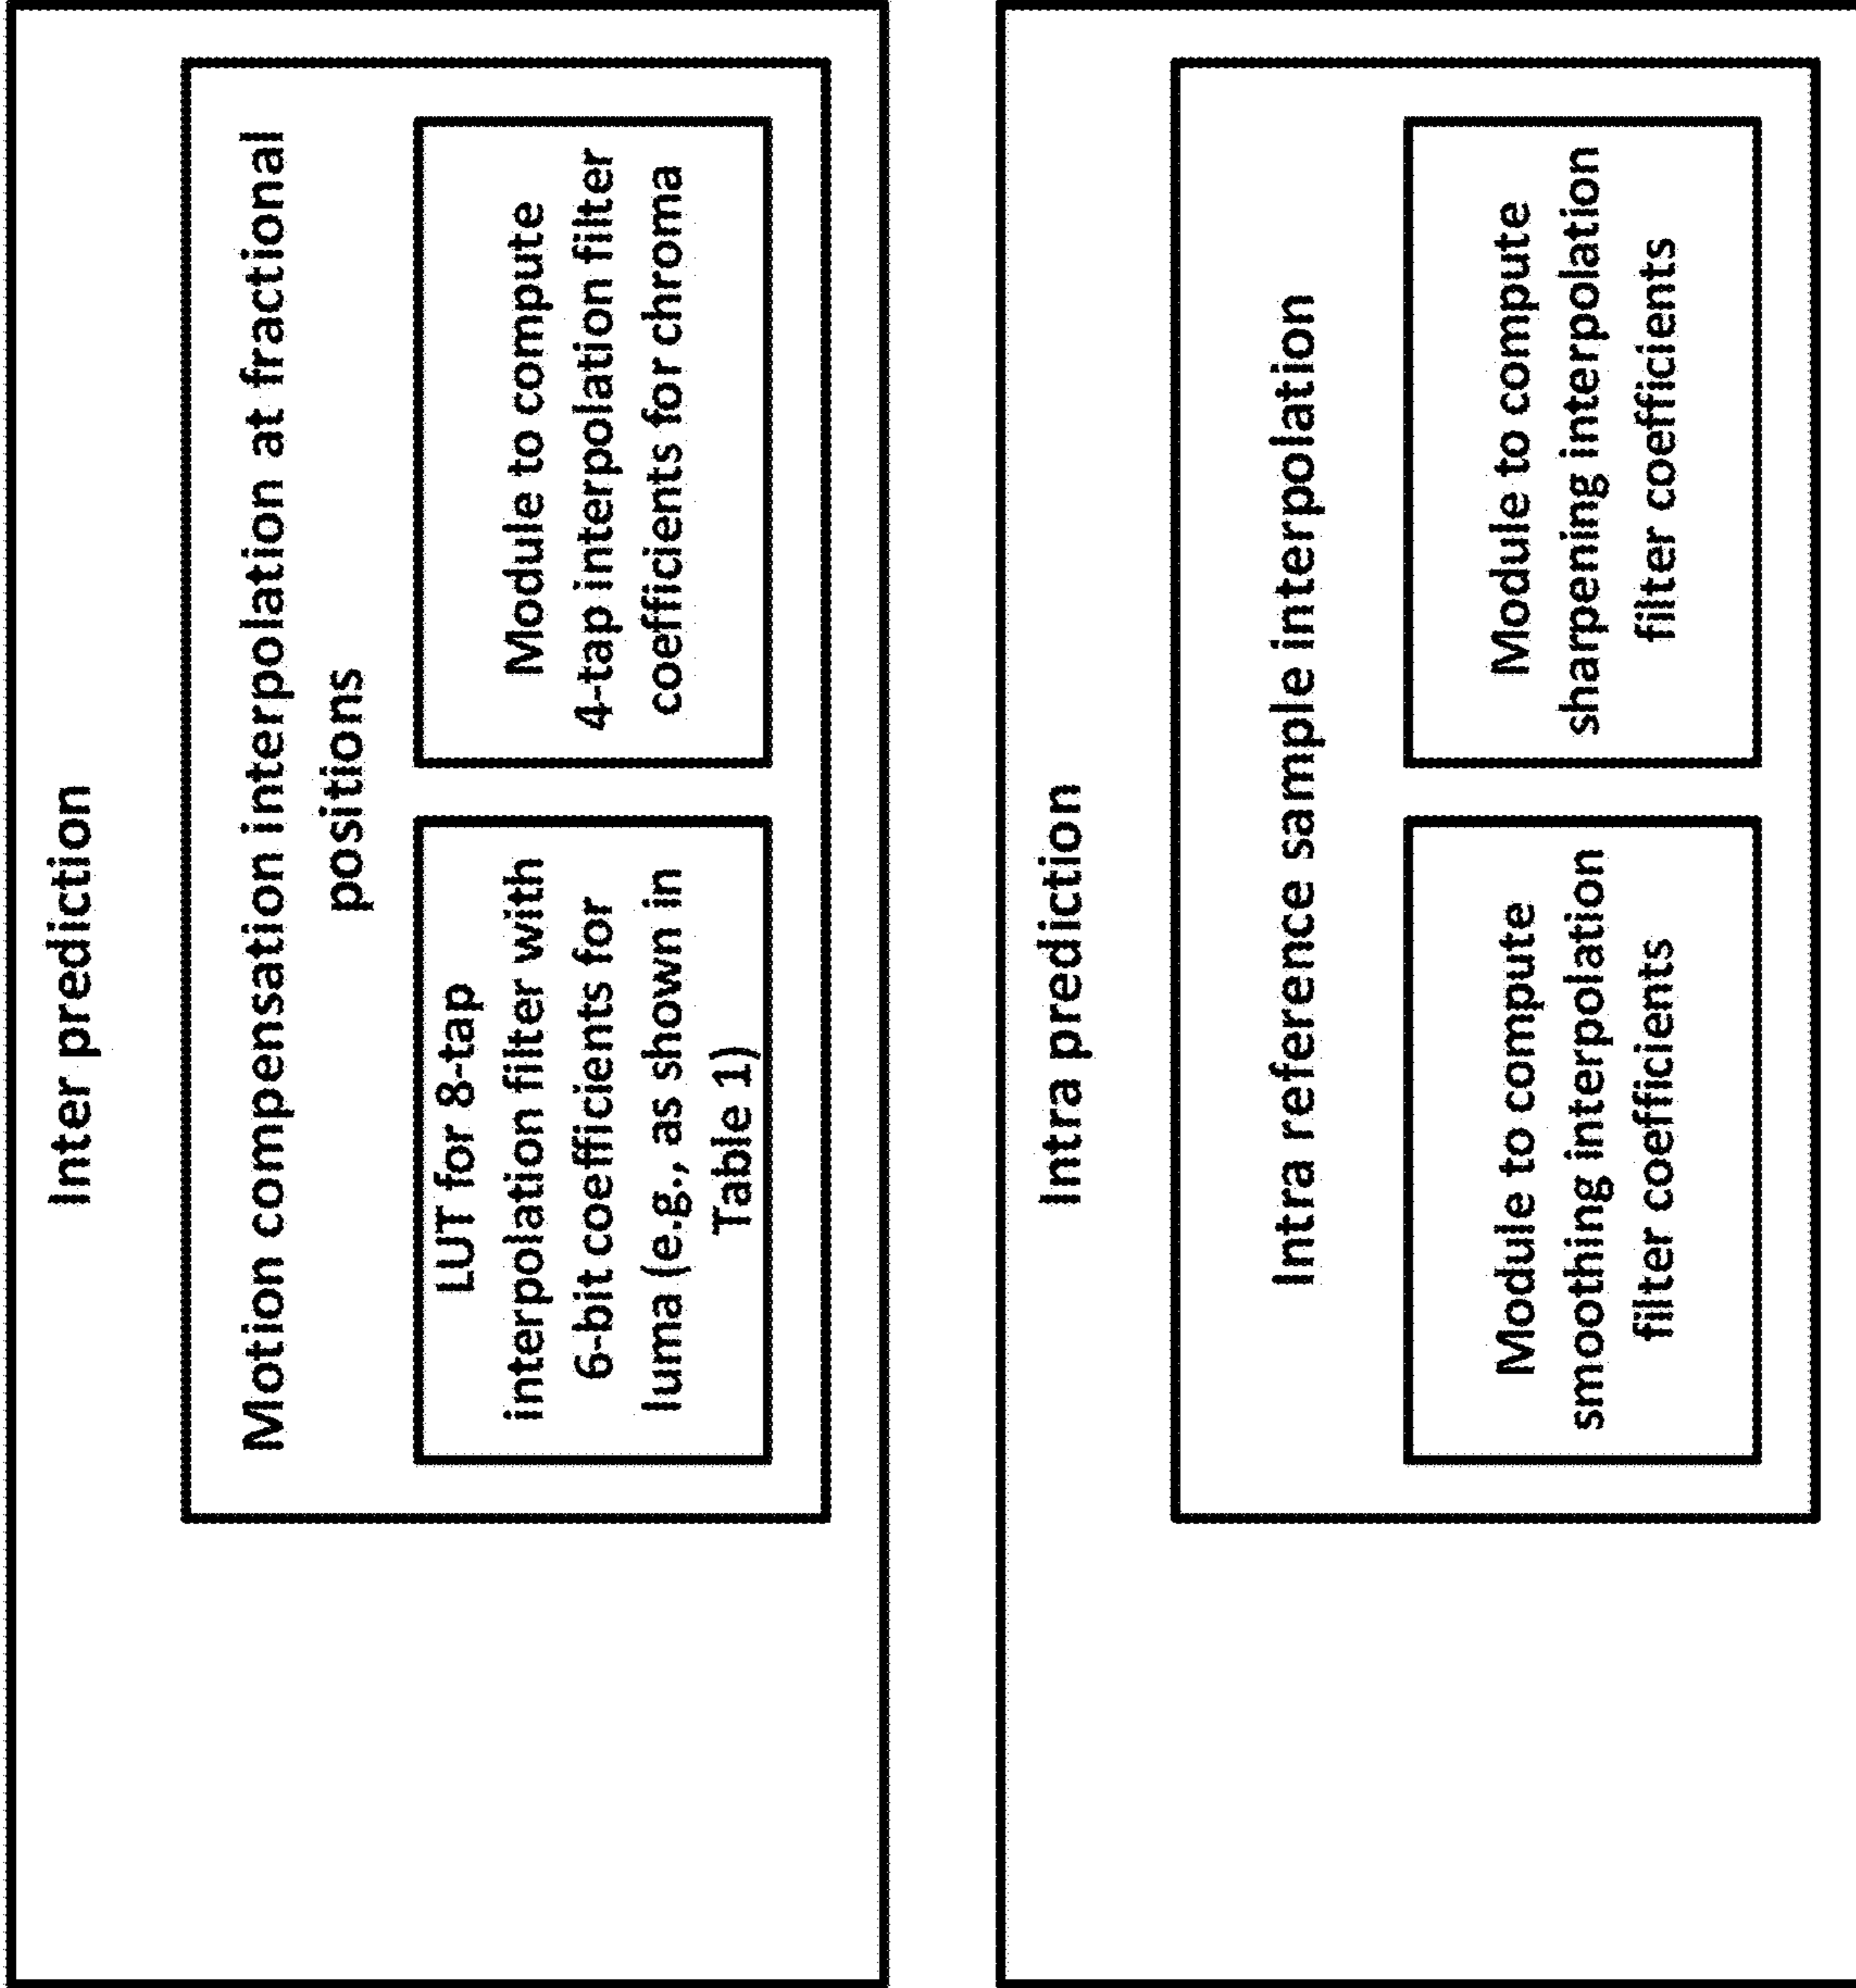 Inter prediction
Motion compensation interpolation at fractional
positions
LUT for 8-tap
interpolation filter with
6-bit coefficients for
luma (e.g., as shown in
Table 1)
Module to compute
4-tap interpolation filter
coefficients for chroma
Intra prediction
Intra reference sample interpolation
Module to compute
smoothing interpolation
filter coefficients
Module to compute
sharpening interpolation
filter coefficients